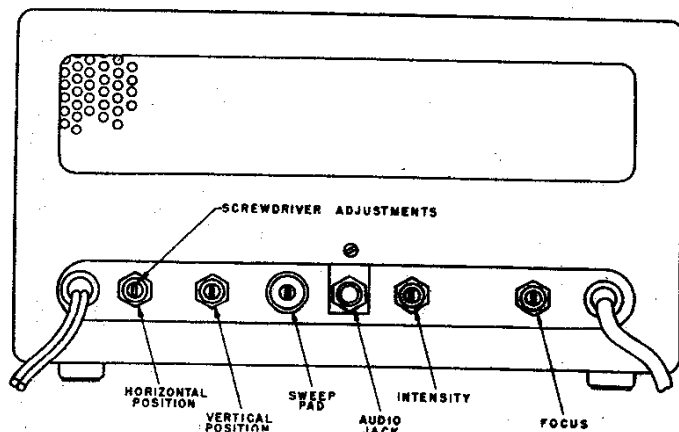 SCREWDRIVER ADJUSTMENTS
HORIZONTAL
POSITION
VERTICAL
POSITION
SWEEP
PAD
AUDIO
JACK
INTENSITY
FOCUS